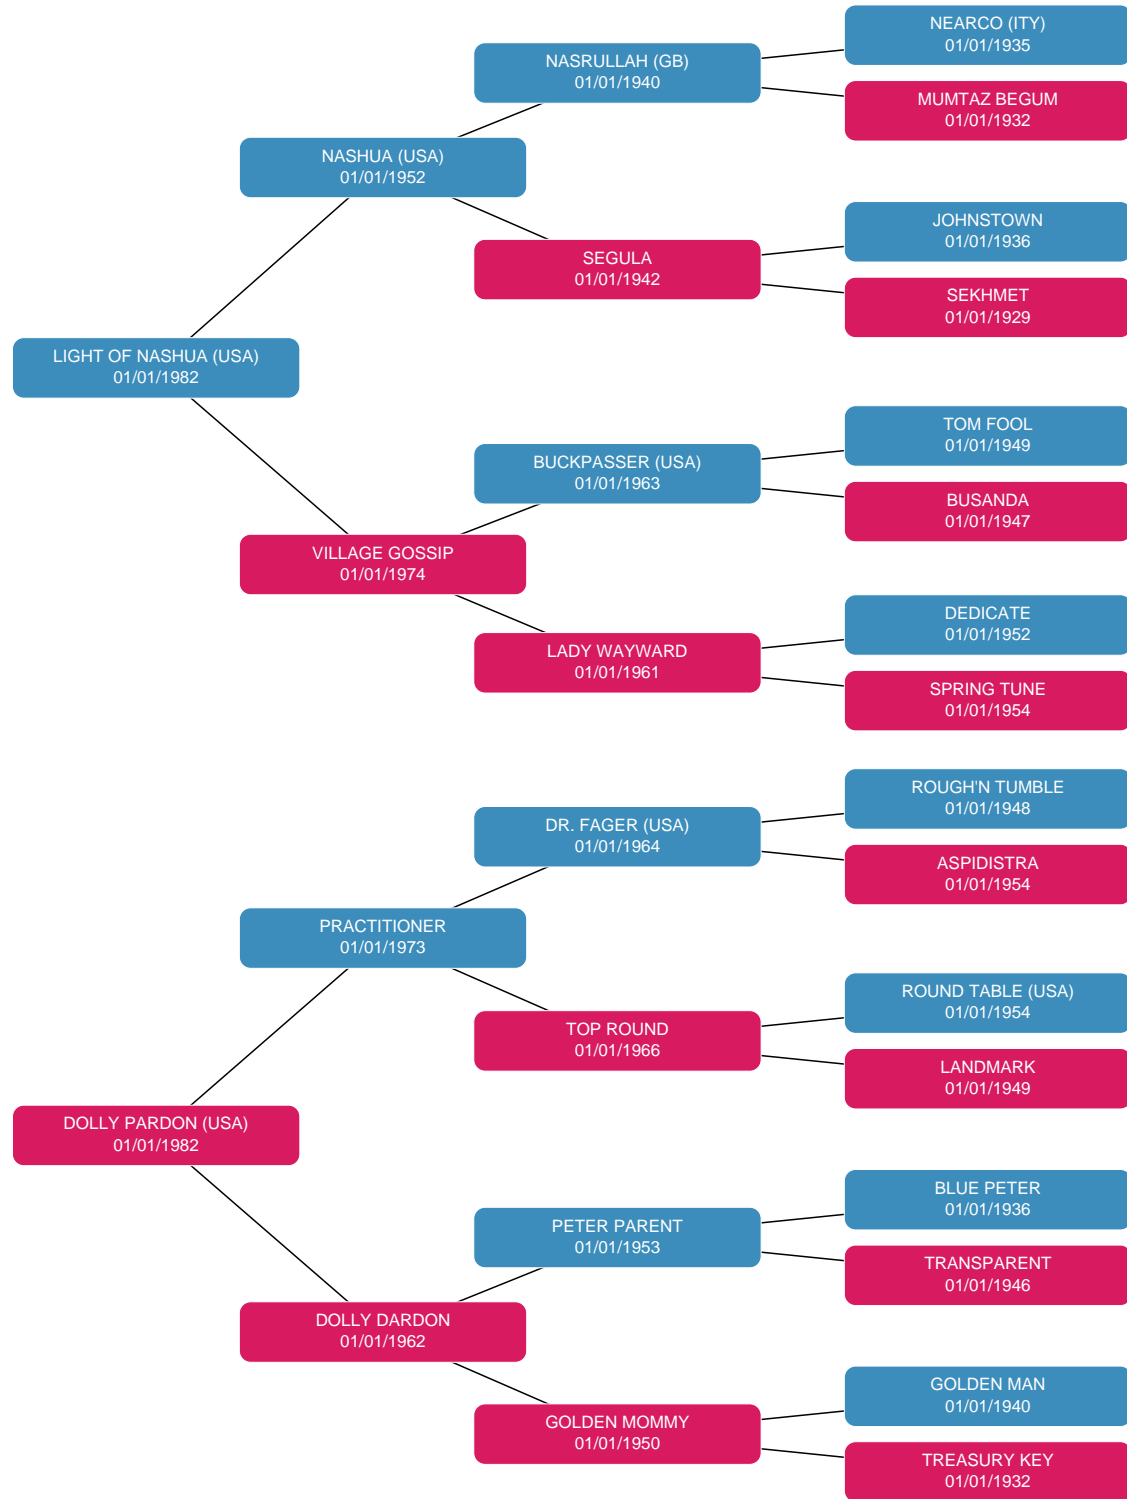 NEARCO (ITY)
01/01/1935
NASRULLAH (GB)
01/01/1940
MUMTAZ BEGUM
01/01/1932
NASHUA (USA)
01/01/1952
JOHNSTOWN
01/01/1936
SEGULA
01/01/1942
SEKHMET
01/01/1929
LIGHT OF NASHUA (USA)
01/01/1982
TOM FOOL
01/01/1949
BUCKPASSER (USA)
01/01/1963
BUSANDA
01/01/1947
VILLAGE GOSSIP
01/01/1974
DEDICATE
01/01/1952
LADY WAYWARD
01/01/1961
SPRING TUNE
01/01/1954
ROUGH'N TUMBLE
01/01/1948
DR. FAGER (USA)
01/01/1964
ASPIDISTRA
01/01/1954
PRACTITIONER
01/01/1973
ROUND TABLE (USA)
01/01/1954
TOP ROUND
01/01/1966
LANDMARK
01/01/1949
DOLLY PARDON (USA)
01/01/1982
BLUE PETER
01/01/1936
PETER PARENT
01/01/1953
TRANSPARENT
01/01/1946
DOLLY DARDON
01/01/1962
GOLDEN MAN
01/01/1940
GOLDEN MOMMY
01/01/1950
TREASURY KEY
01/01/1932